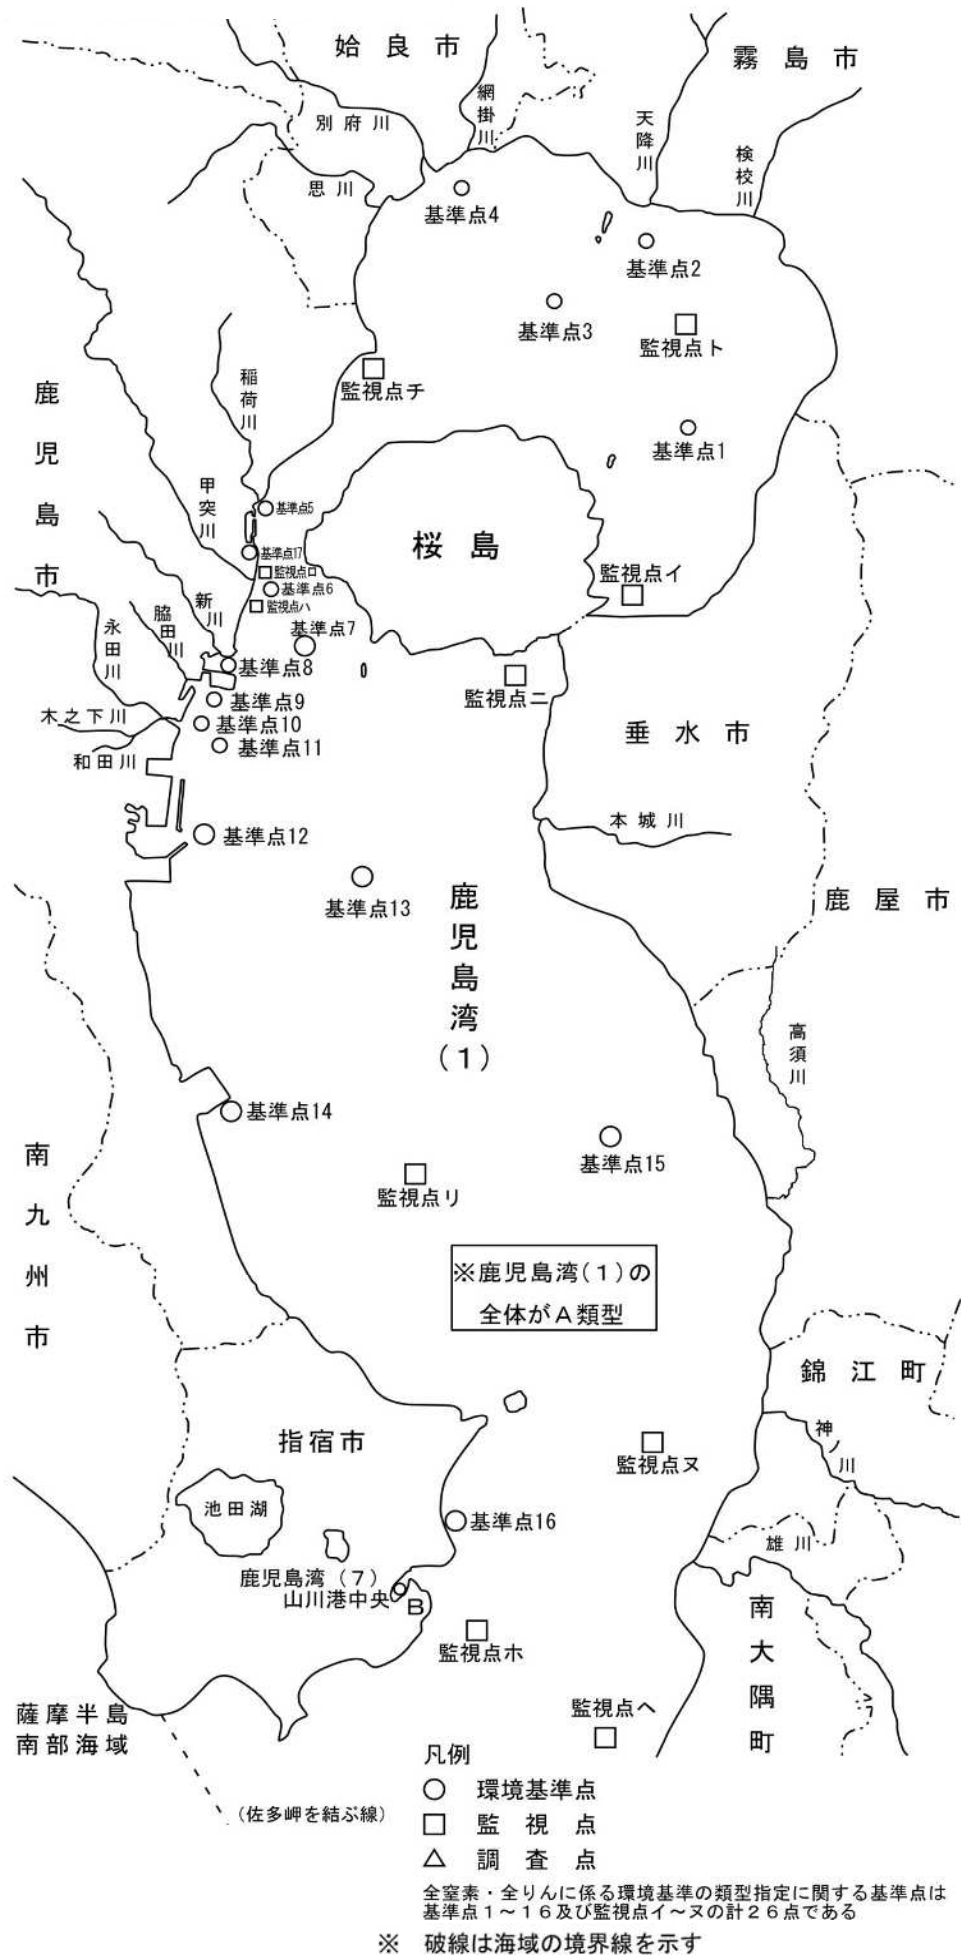 姶良市
霧島市
網掛川
別府川
天降川
検校川
思川
基準点4
基準点2
基準点3
監視点ト
監視点チ
稲荷川
鹿児島市
基準点1
甲突川
基準点5
桜島
基準点17
監視点ロ
監視点イ
基準点6
監視点ハ
新川
脇田川
永田川
基準点7
基準点8
監視点ニ
基準点9
木之下川
基準点10
垂水市
基準点11
和田川
本城川
基準点12
鹿屋市
基準点13
鹿児島湾(1)
高須川
基準点14
南九州市
基準点15
監視点リ
※鹿児島湾(1)の
全体がA類型
錦江町
指宿市
神ノ川
監視点ヌ
池田湖
基準点16
雄川
鹿児島湾(7)
山川港中央
B
南大隅町
監視点ホ
薩摩半島
南部海域
監視点ヘ
凡例
○ 環境基準点
(佐多岬を結ぶ線)
□ 監視点
△ 調査点
全窒素・全りんに係る環境基準の類型指定に関する基準点は
基準点1~16及び監視点イ~ヌの計26点である
※ 破線は海域の境界線を示す